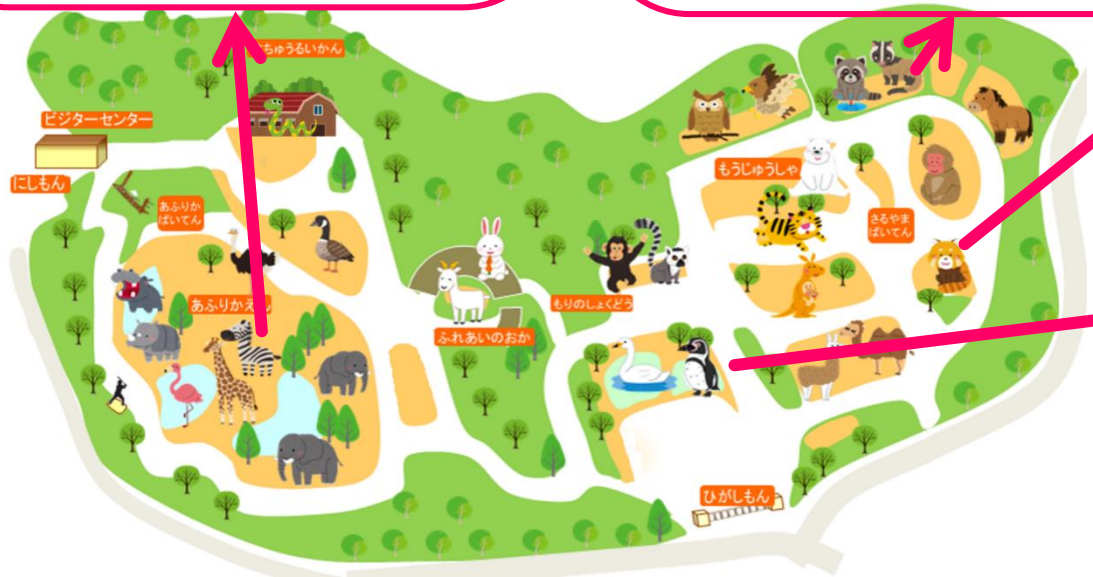 ちゅうるいかん
ビジターセンター
にしもん
あふりか
ばいてん
あふりかえん
ふれあいのおか
もりのしょくどう
もうじゅうしゃ
さるやま
ばいてん
ひがしもん